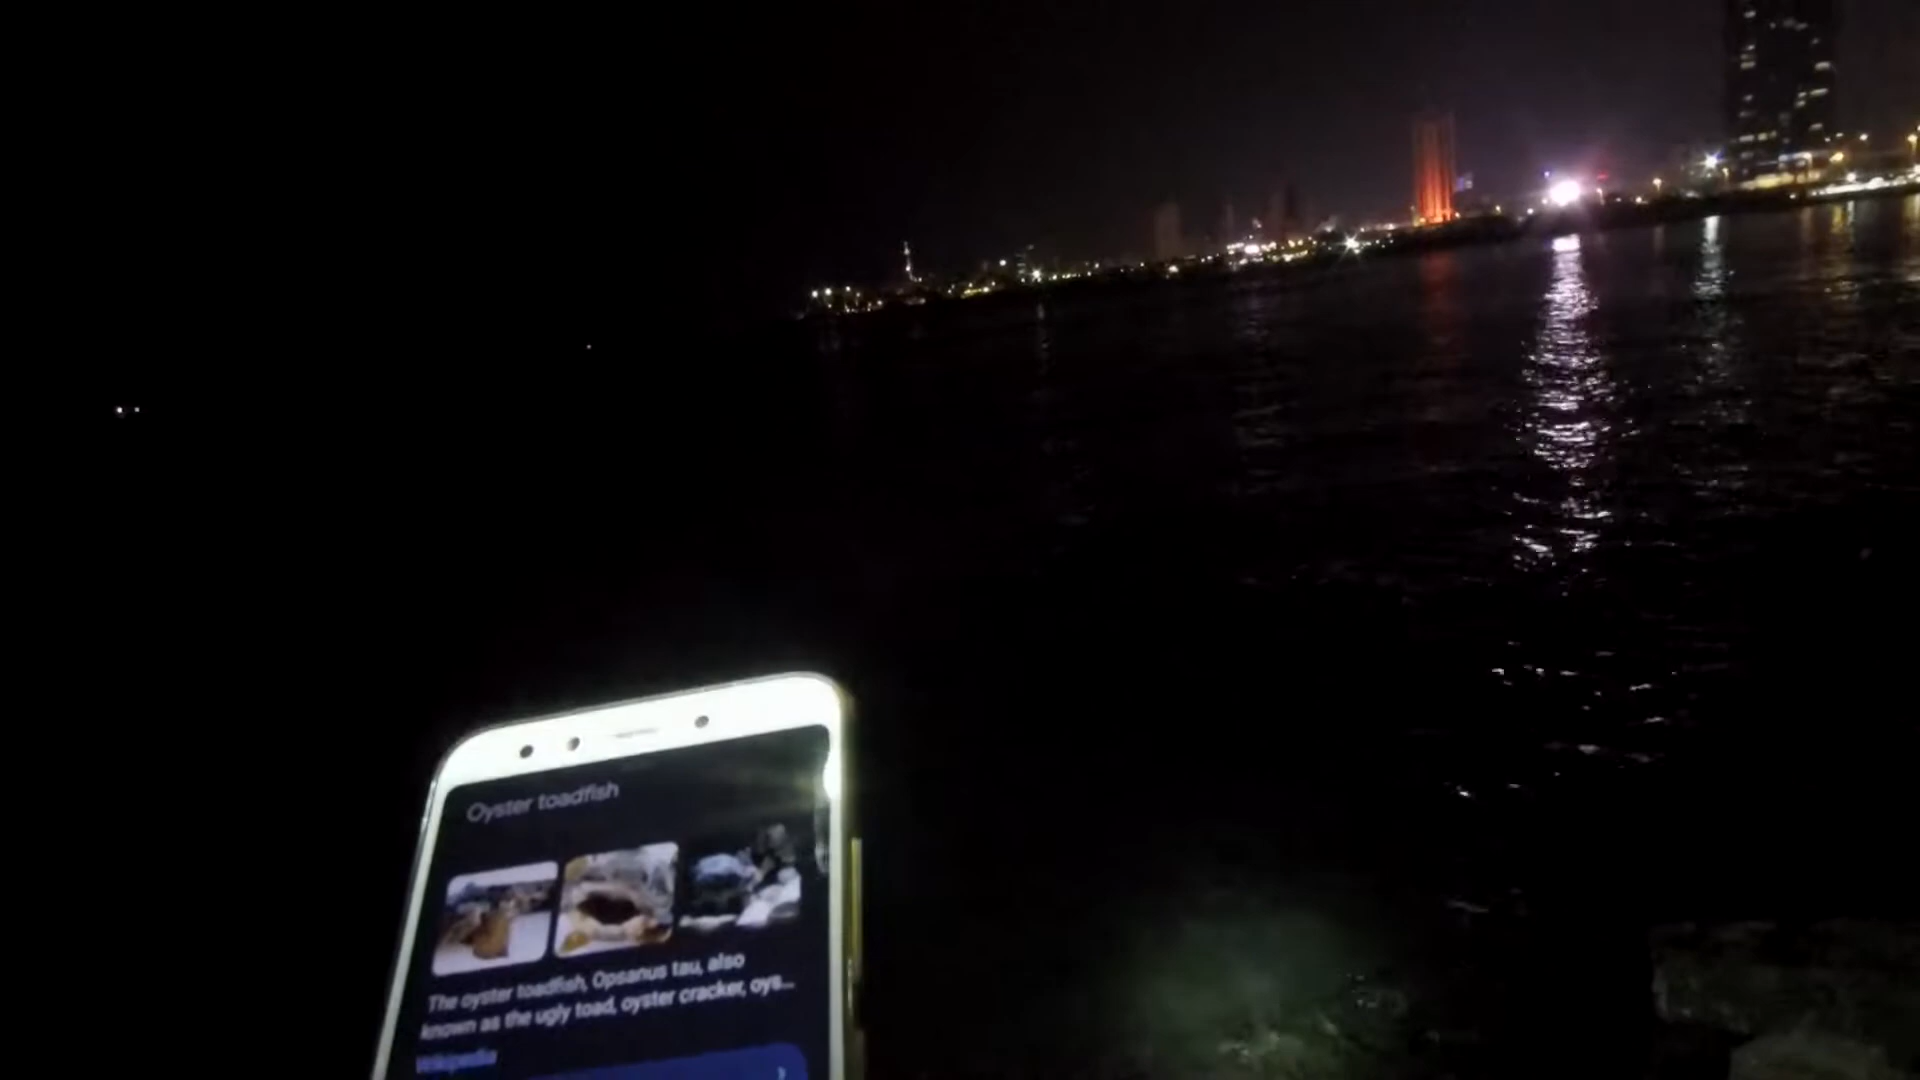 Oyster toadfish
The oyster toadfish, Opsanus tau, also
known as the ugly toad, oyster cracker, oys...
Wikipedia